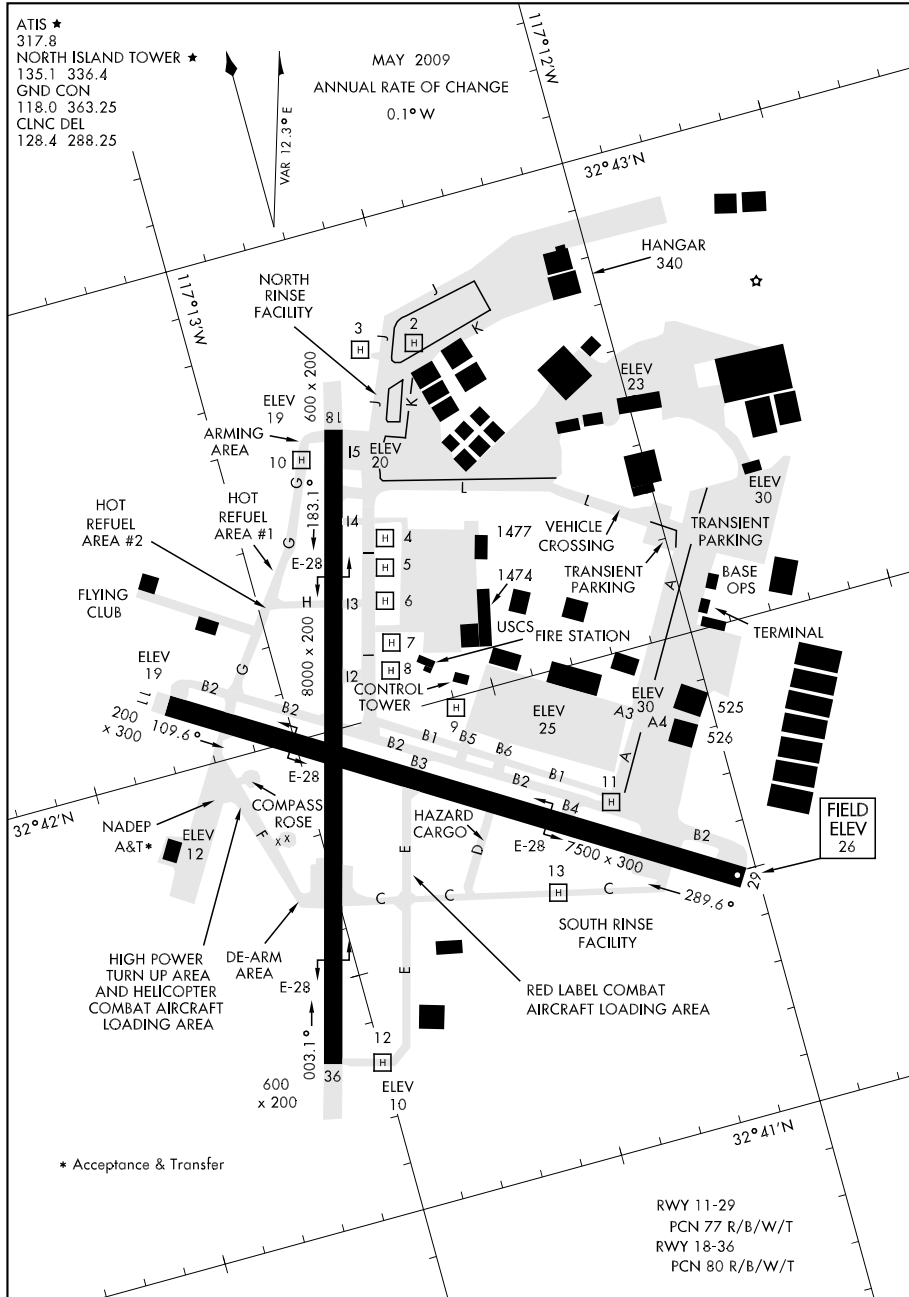 ATIS ★
317.8
NORTH ISLAND TOWER ★
135.1 336.4
GND CON
118.0 363.25
CLNC DEL
128.4 288.25
VAR 12.3° E
MAY 2009
ANNUAL RATE OF CHANGE
0.1° W
117°12'W
32°43'N
117°13'W
HANGAR
340
NORTH
RINSE
FACILITY
J
3
H
J
2
H
K
J
K
600 x 200
ELEV
19
18
ELEV
23
ARMING
AREA
10
H
I5
ELEV
20
G
183.1°
L
L
ELEV
30
HOT
REFUEL
AREA #1
HOT
REFUEL
AREA #2
G
I4
H
4
1477
VEHICLE
CROSSING
TRANSIENT
PARKING
E-28
H
5
1474
TRANSIENT
PARKING
A
BASE
OPS
FLYING
CLUB
H
I3
H
6
USCS
FIRE STATION
TERMINAL
8000 x 200
H
7
G
I2
H
8
CONTROL
TOWER
ELEV
19
11
B2
B2
H
9
ELEV
25
A3
ELEV
30
A4
525
526
200
x 300
109.6°
B2
B1
B5
B6
B3
A
E-28
B2
B1
11
H
B4
32°42'N
COMPASS
ROSE
HAZARD
CARGO
E-28
7500 x 300
B2
FIELD
ELEV
26
NADEP
A&T*
ELEV
12
F
x x
E
D
29
13
H
C
C
C
289.6°
SOUTH RINSE
FACILITY
HIGH POWER
TURN UP AREA
AND HELICOPTER
COMBAT AIRCRAFT
LOADING AREA
DE-ARM
AREA
E
E-28
RED LABEL COMBAT
AIRCRAFT LOADING AREA
003.1°
12
H
36
600
x 200
ELEV
10
32°41'N
* Acceptance & Transfer
RWY 11-29
PCN 77 R/B/W/T
RWY 18-36
PCN 80 R/B/W/T